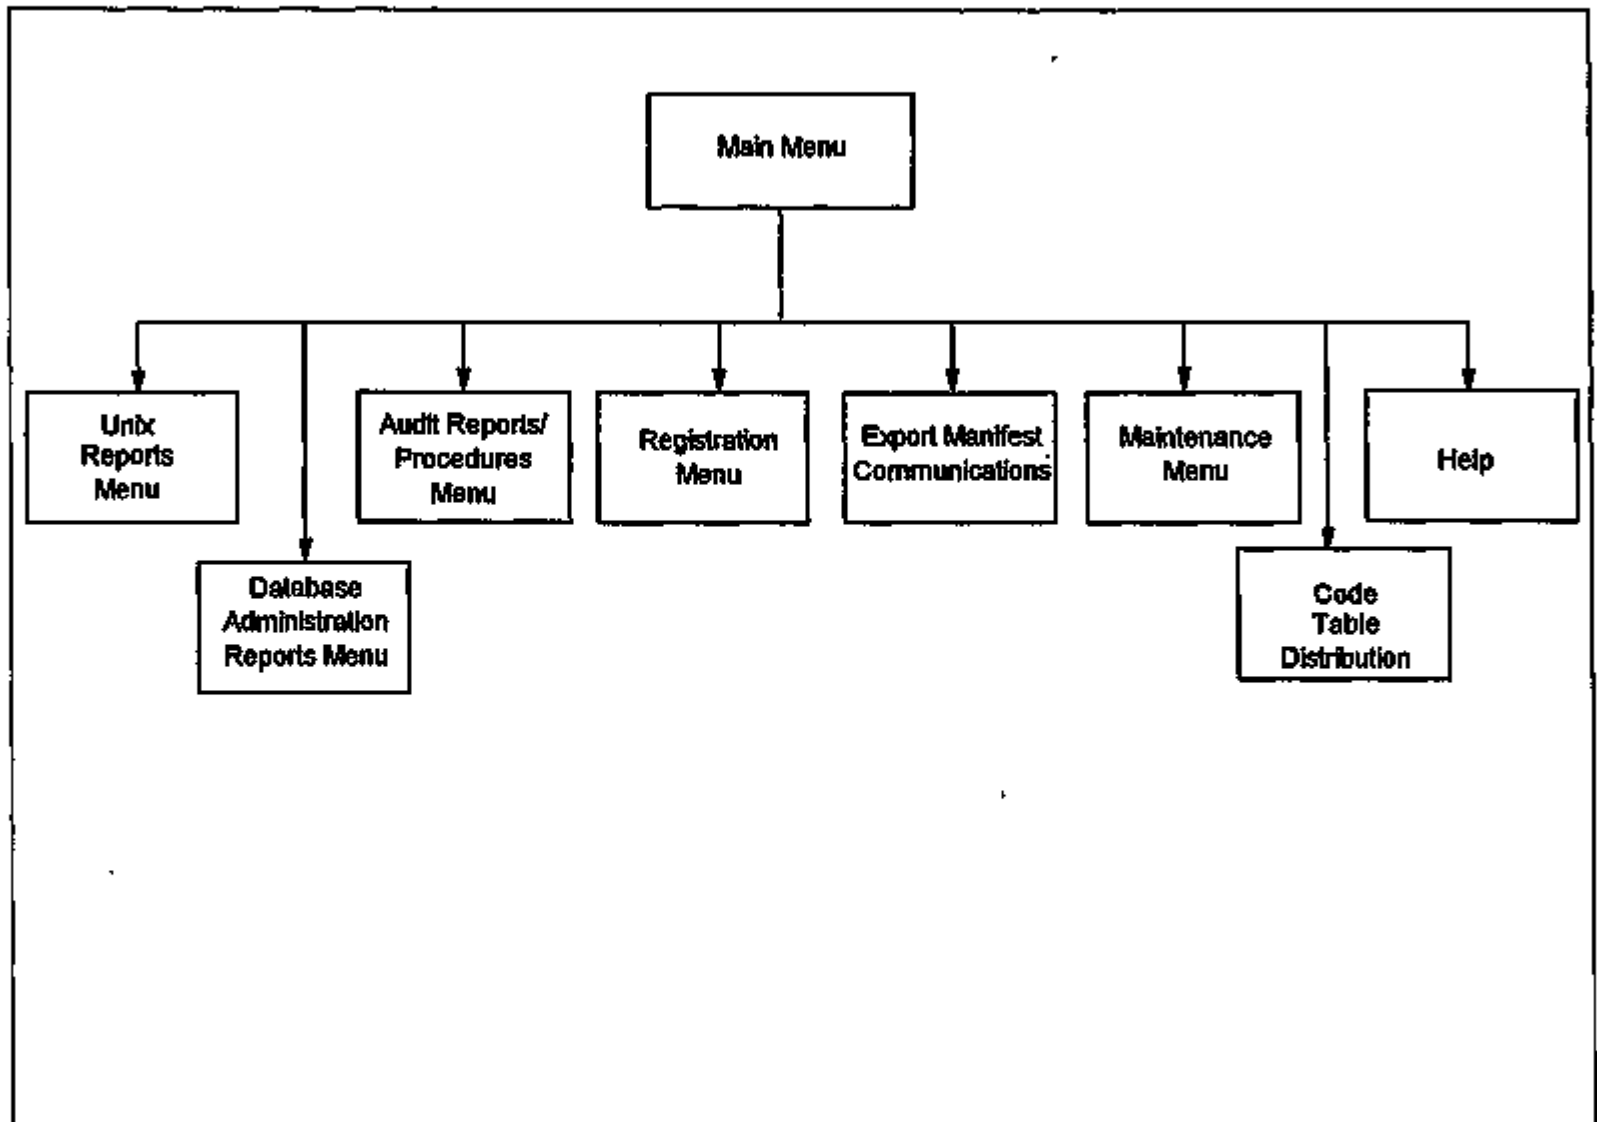 Main Menu
Unix
Reports
Menu
Audit Reports/
Procedures
Menu
Registration
Menu
Export Manifest
Communications
Maintenance
Menu
Help
Database
Administration
Reports Menu
Code
Table
Distribution